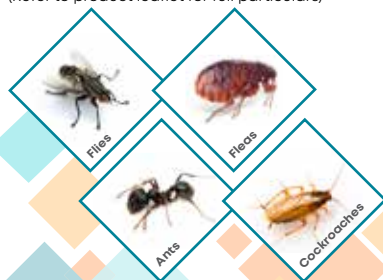 (Refer to product leaflet for full particulars)
Flies
Fleas
Ants
Cockroaches